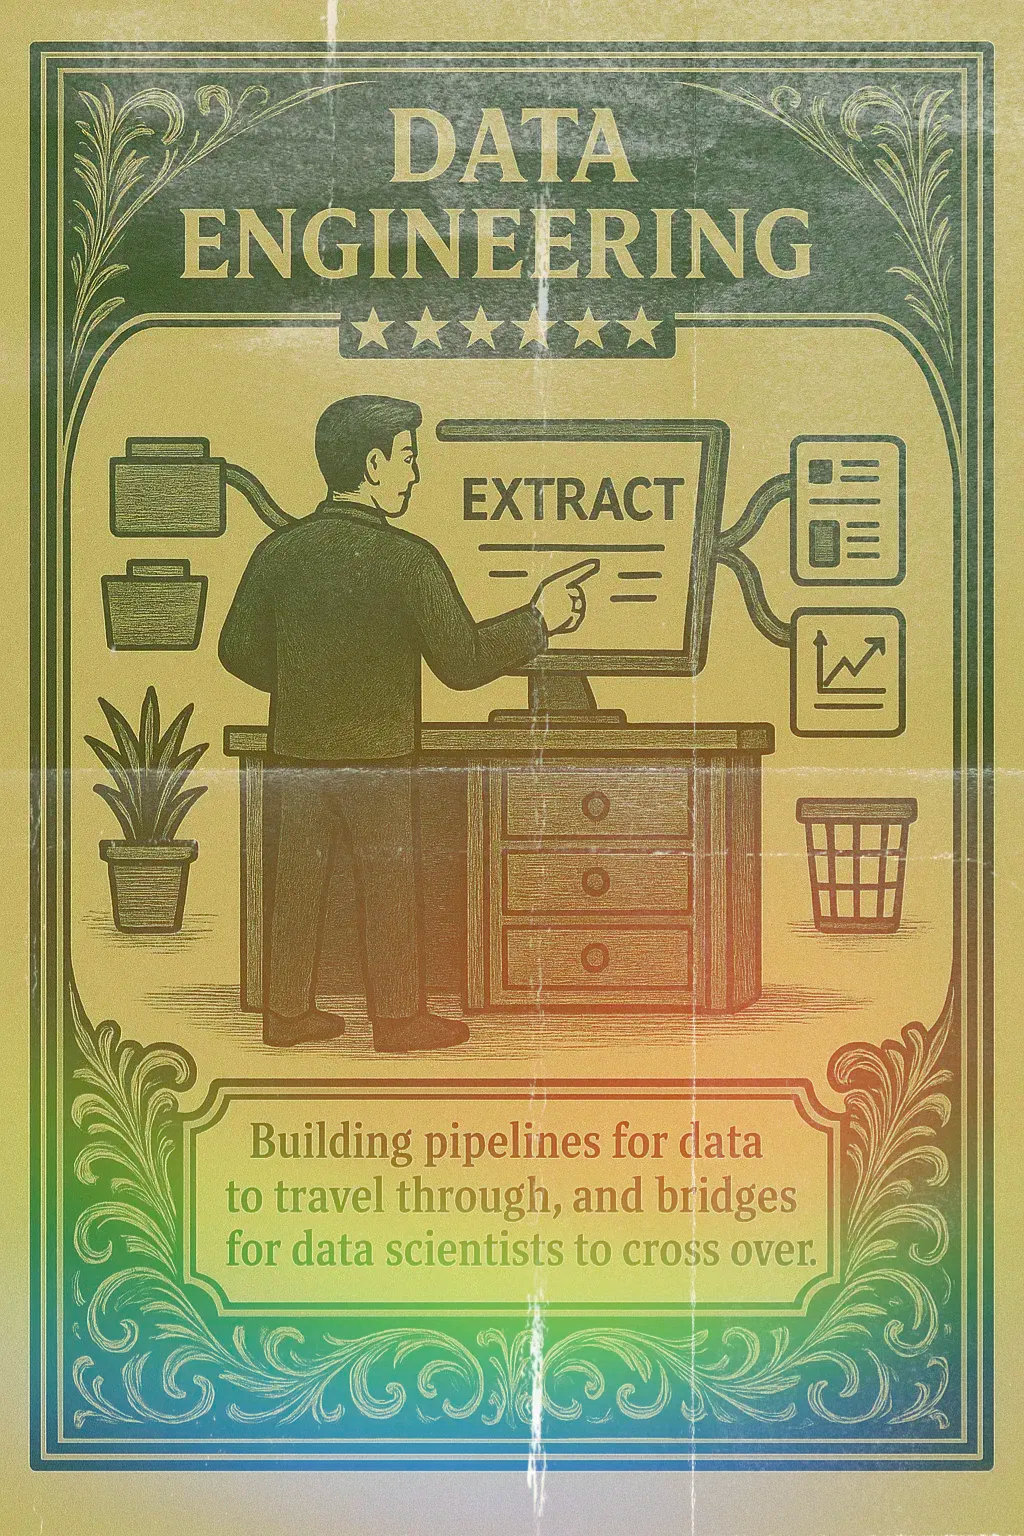 DATA
ENGINEERING
EXTRACT
Building pipelines for data
to travel through, and bridges
for data scientists to cross over.